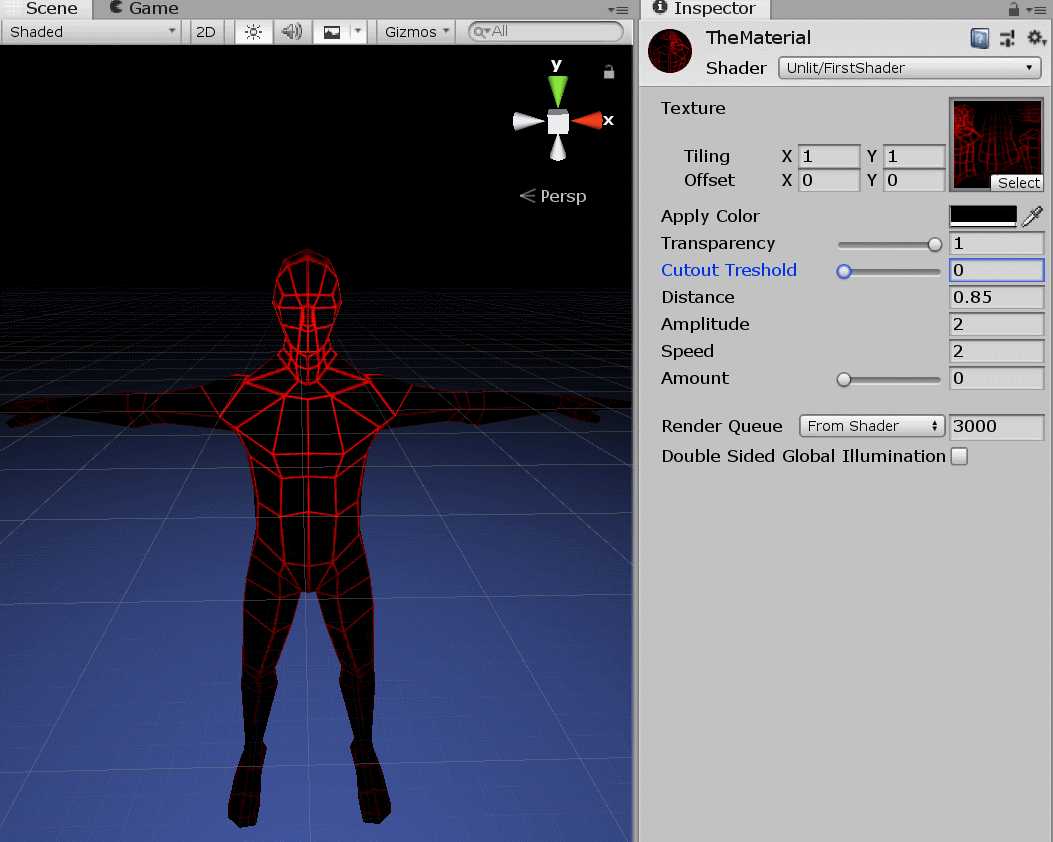 Scene Game
Shaded 2D Gizmos All
y
x
Persp
Inspector
TheMaterial
Shader Unlit/FirstShader
Texture
Tiling X 1 Y 1
Offset X 0 Y 0
Select
Apply Color
Transparency 1
Cutout Treshold 0
Distance 0.85
Amplitude 2
Speed 2
Amount 0
Render Queue From Shader 3000
Double Sided Global Illumination